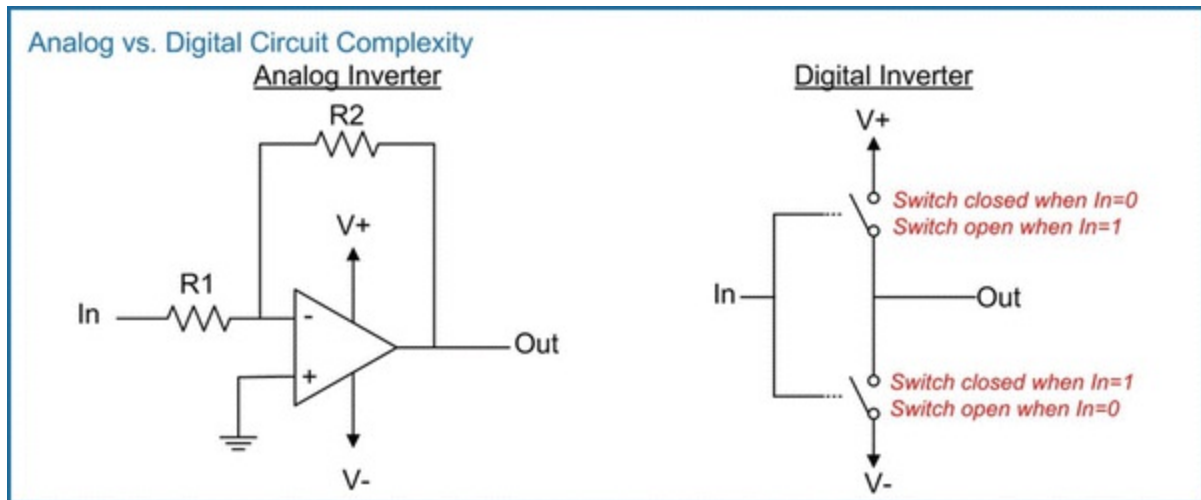 Analog vs. Digital Circuit Complexity
Analog Inverter
R2
V+
R1
In
-
+
Out
V-
Digital Inverter
V+
Switch closed when In=0
Switch open when In=1
In
Out
Switch closed when In=1
Switch open when In=0
V-